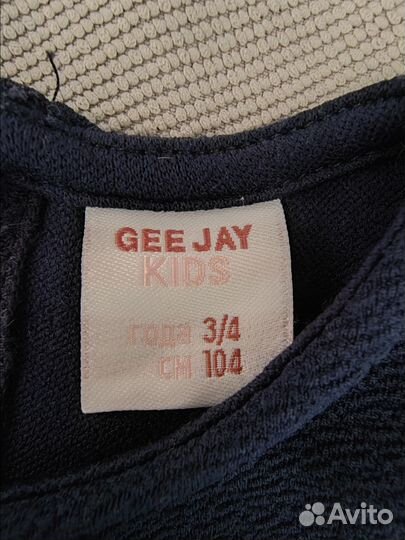 GEE JAY
KIDS
года 3/4
см 104
Avito